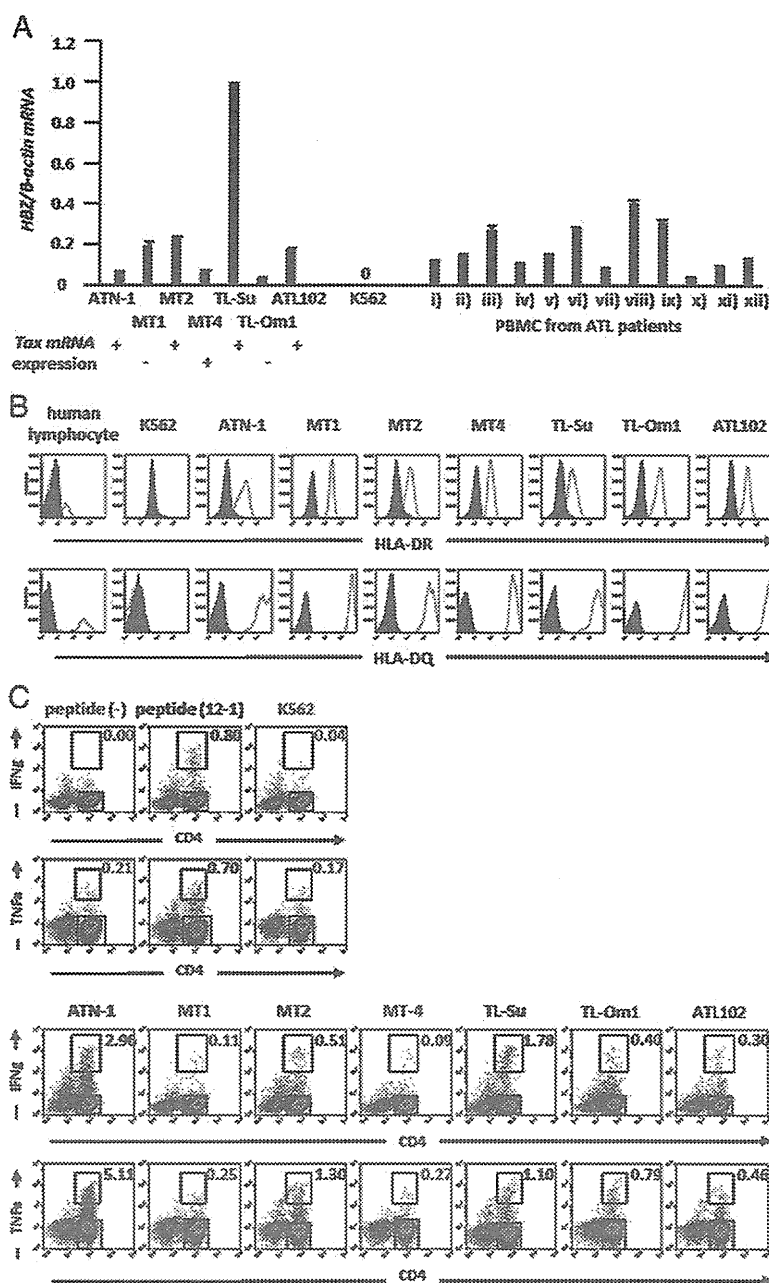 A
HBZ/β-actin mRNA
1.2
1.0
0.8
0.6
0.4
0.2
0
0
ATN-1 MT2 TL-Su ATL102 K562
MT1 MT4 TL-Om1
i) ii) iii) iv) v) vi) vii) viii) ix) x) xi) xii)
PBMC from ATL patients
Tax mRNA + + + +
expression - + -
B
human lymphocyte K562 ATN-1 MT1 MT2 MT4 TL-Su TL-Om1 ATL102
HLA-DR
HLA-DQ
C
peptide (-) peptide (12-1) K562
IFNg
0.00 0.80 0.04
CD4
TNFa
0.21 0.70 0.17
CD4
ATN-1 MT1 MT2 MT-4 TL-Su TL-Om1 ATL102
IFNg
2.96 0.11 0.51 0.09 1.78 0.40 0.30
CD4
TNFa
5.11 0.25 1.30 0.27 1.10 0.79 0.46
CD4